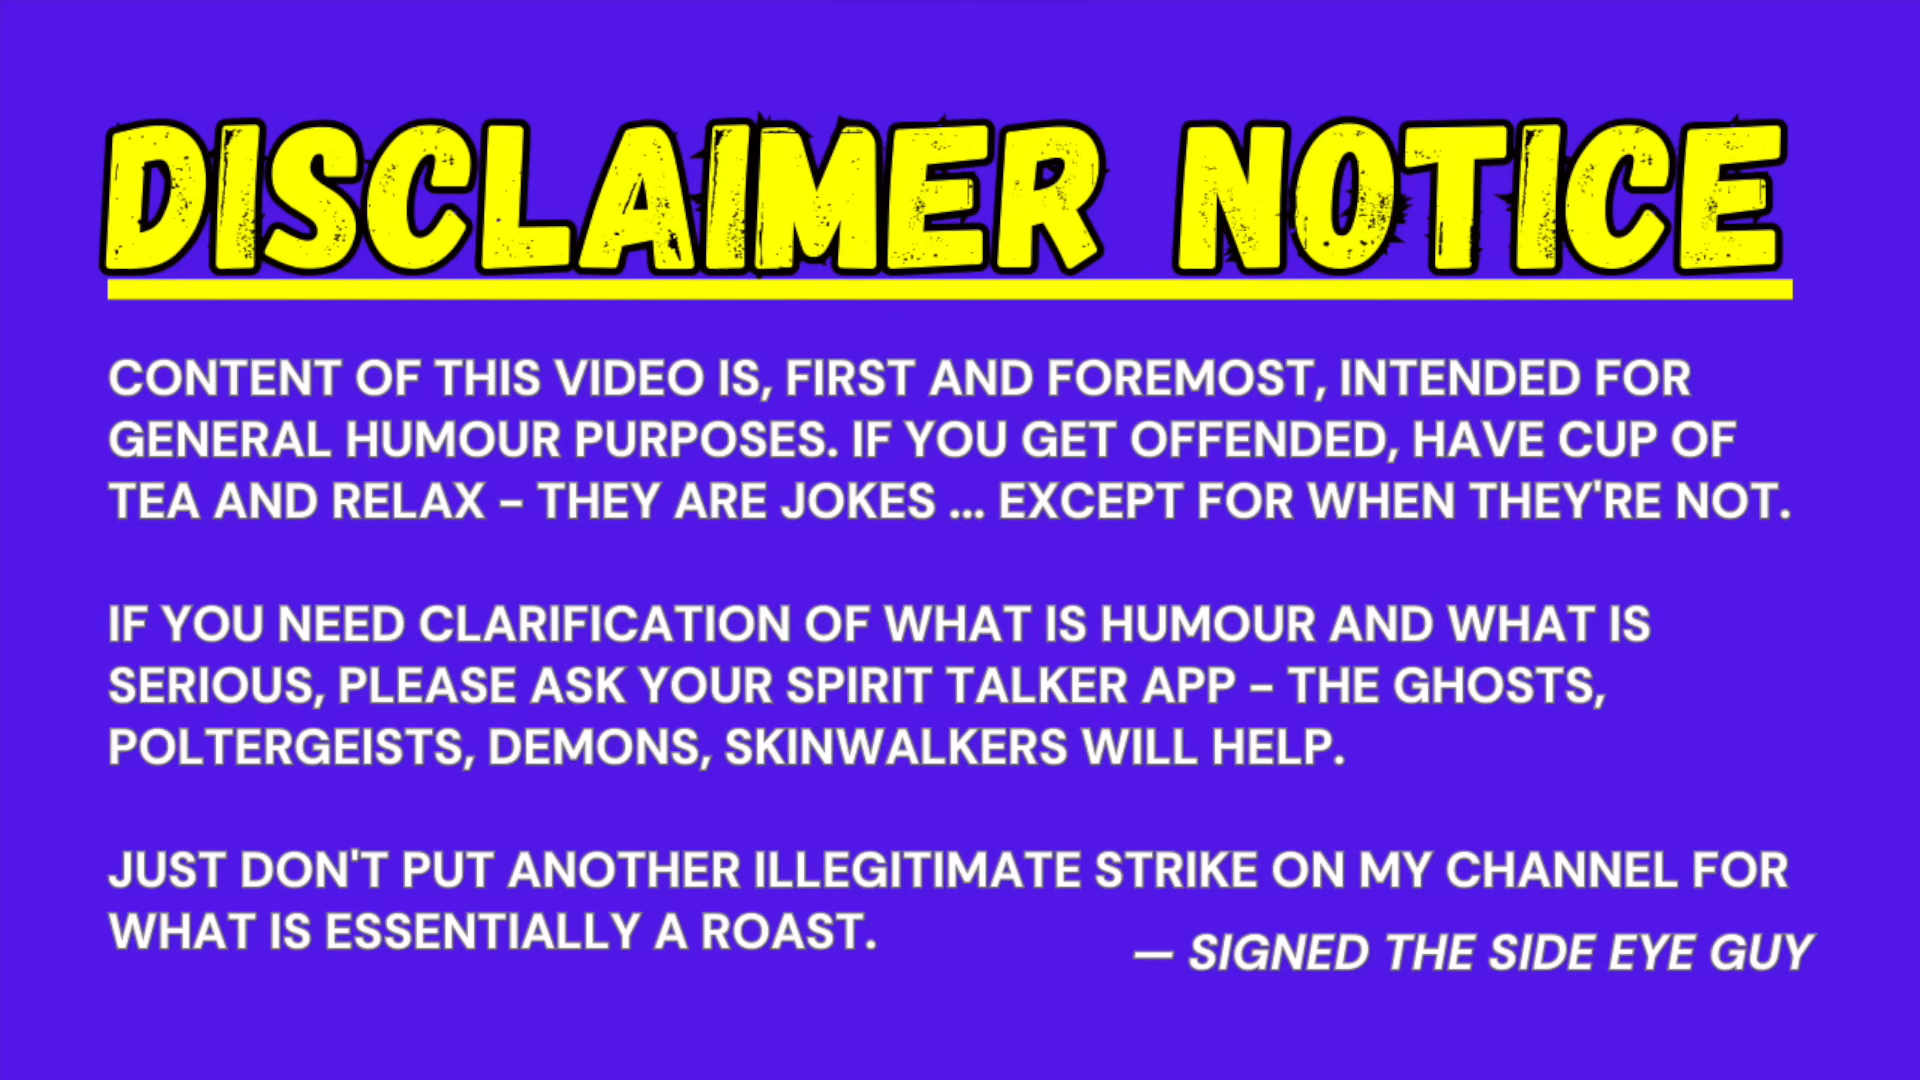 DISCLAIMER NOTICE
CONTENT OF THIS VIDEO IS, FIRST AND FOREMOST, INTENDED FOR
GENERAL HUMOUR PURPOSES. IF YOU GET OFFENDED, HAVE CUP OF
TEA AND RELAX – THEY ARE JOKES ... EXCEPT FOR WHEN THEY'RE NOT.
IF YOU NEED CLARIFICATION OF WHAT IS HUMOUR AND WHAT IS
SERIOUS, PLEASE ASK YOUR SPIRIT TALKER APP – THE GHOSTS,
POLTERGEISTS, DEMONS, SKINWALKERS WILL HELP.
JUST DON'T PUT ANOTHER ILLEGITIMATE STRIKE ON MY CHANNEL FOR
WHAT IS ESSENTIALLY A ROAST.
— SIGNED THE SIDE EYE GUY